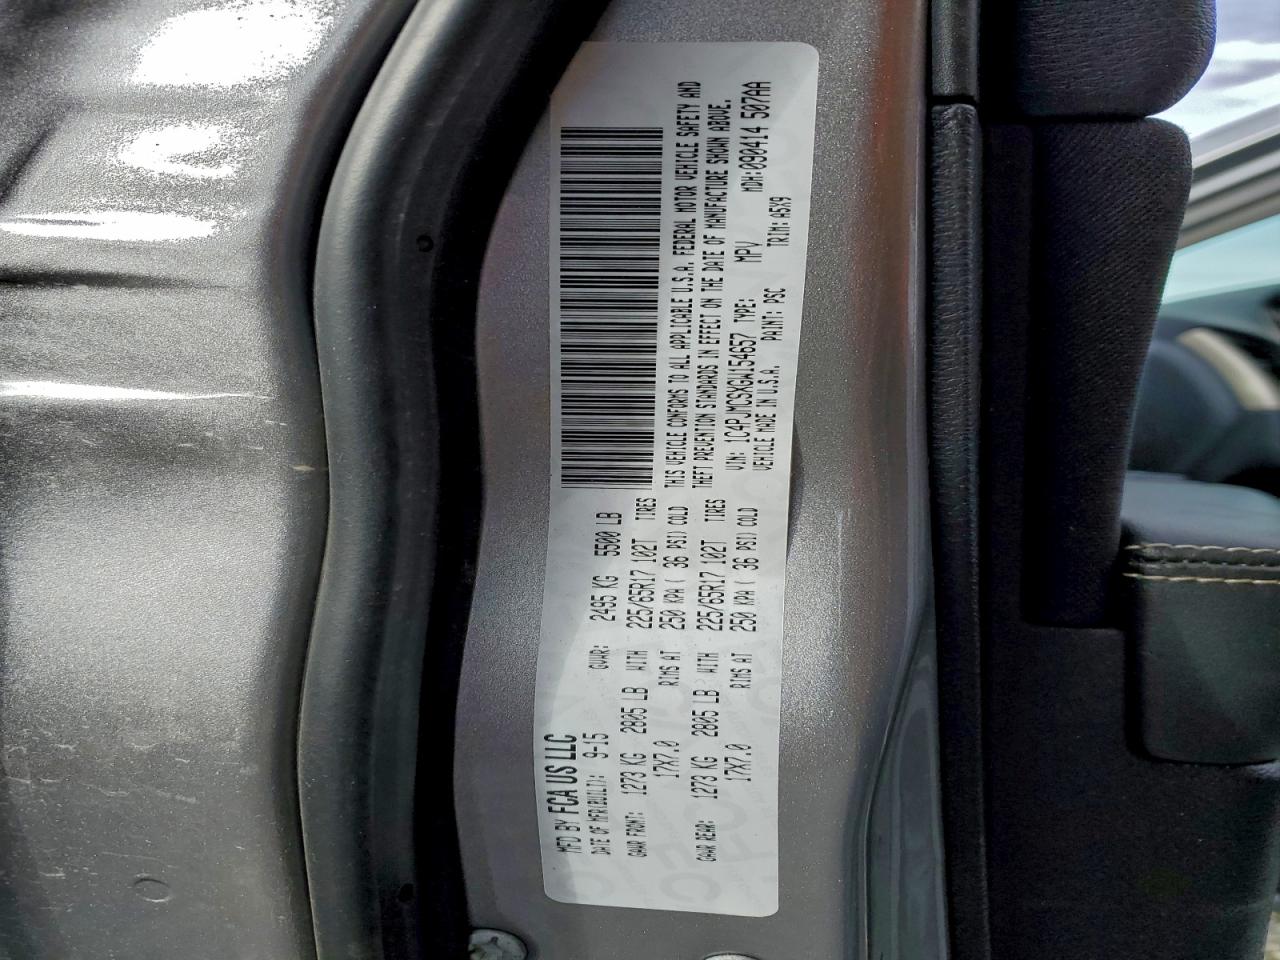 MFD BY FCA US LLC
DATE OF MFR(BUILT): 9-15 GVWR: 2495 KG 5500 LB
GAWR FRONT: 1273 KG 2805 LB WITH 225/65R17 102T TIRES
17X7.0 RIMS AT 250 KPA ( 36 PSI) COLD
GAWR REAR: 1273 KG 2805 LB WITH 225/65R17 102T TIRES
17X7.0 RIMS AT 250 KPA ( 36 PSI) COLD
THIS VEHICLE CONFORMS TO ALL APPLICABLE U.S.A. FEDERAL MOTOR VEHICLE SAFETY AND
THEFT PREVENTION STANDARDS IN EFFECT ON THE DATE OF MANUFACTURE SHOWN ABOVE.
VIN: 1C4PJMCSXGW154657 TYPE: MPV MDH:090414 507AA
VEHICLE MADE IN U.S.A. PAINT: PSC TRIM: A5X9